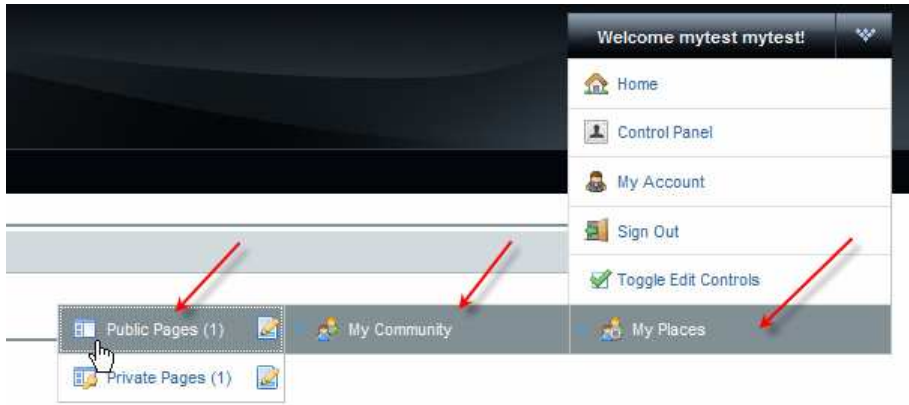 Welcome mytest mytest!
Home
Control Panel
My Account
Sign Out
Toggle Edit Controls
Public Pages (1)
My Community
My Places
Private Pages (1)